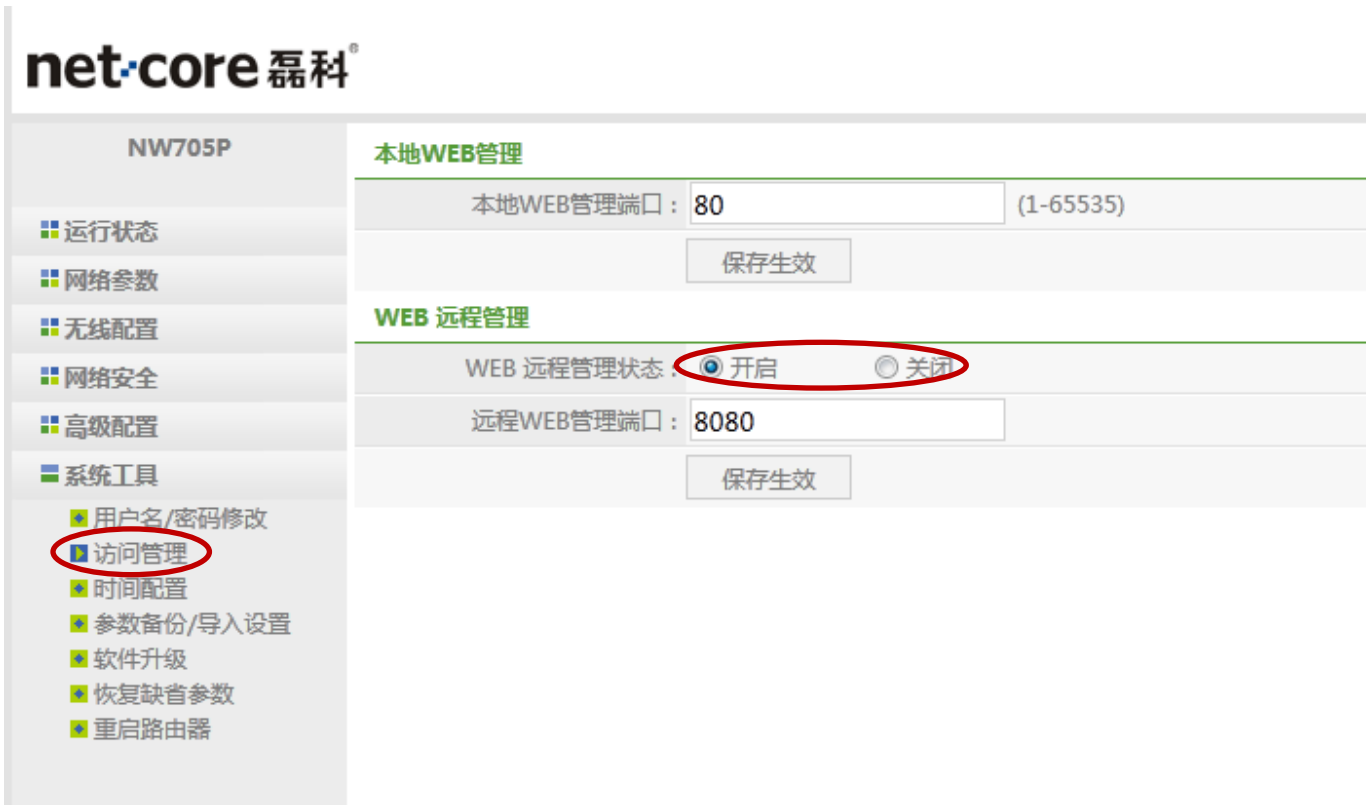 net·core 磊科®
NW705P
运行状态
网络参数
无线配置
网络安全
高级配置
系统工具
用户名/密码修改
访问管理
时间配置
参数备份/导入设置
软件升级
恢复缺省参数
重启路由器
本地WEB管理
本地WEB管理端口： 80 (1-65535)
保存生效
WEB 远程管理
WEB 远程管理状态： 开启 关闭
远程WEB管理端口： 8080
保存生效